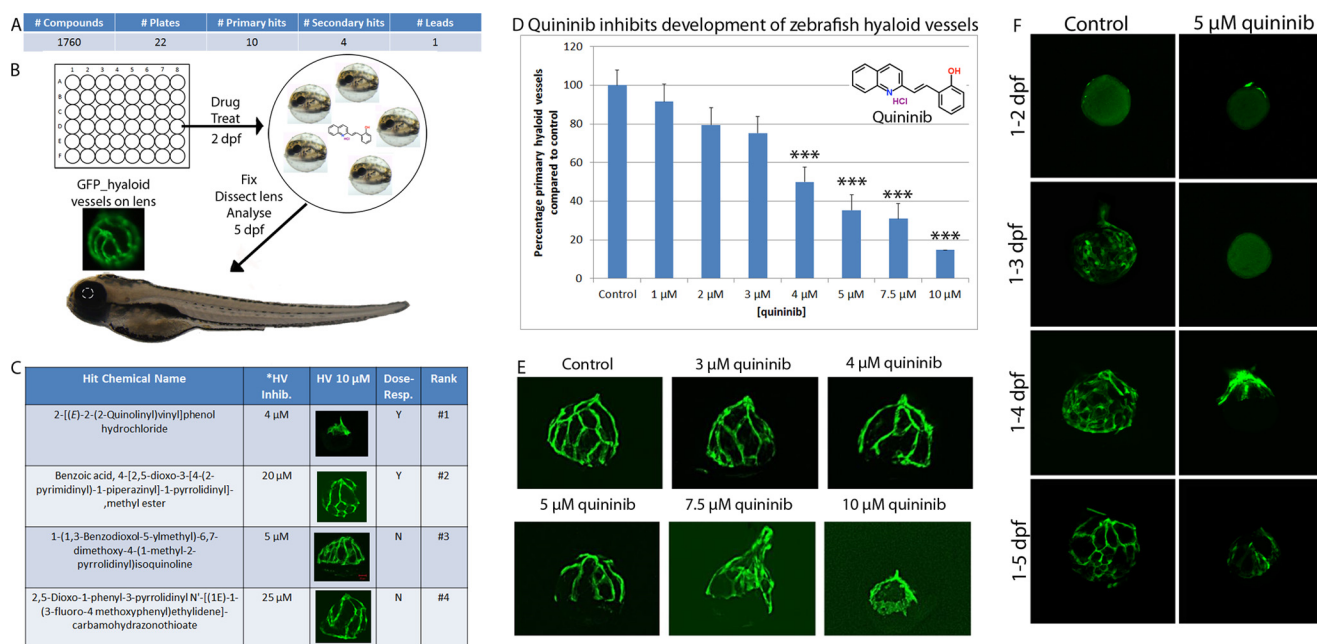 A
# Compounds # Plates # Primary hits # Secondary hits # Leads
1760 22 10 4 1
B
1 2 3 4 5 6 7 8
A
B
C
D
E
F
Drug
Treat
2 dpf
Fix
Dissect lens
Analyse
5 dpf
GFP_hyaloid
vessels on lens
C
Hit Chemical Name *HV Inhib. HV 10 µM Dose-Resp. Rank
2-[(E)-2-(2-Quinolinyl)vinyl]phenol
hydrochloride
4 µM Y #1
Benzoic acid, 4-[2,5-dioxo-3-[4-(2-
pyrimidinyl)-1-piperazinyl]-1-pyrrolidinyl]-
,methyl ester
20 µM Y #2
1-(1,3-Benzodioxol-5-ylmethyl)-6,7-
dimethoxy-4-(1-methyl-2-
pyrrolidinyl)isoquinoline
5 µM N #3
2,5-Dioxo-1-phenyl-3-pyrrolidinyl N'-[(1E)-1-
(3-fluoro-4 methoxyphenyl)ethylidene]-
carbamohydrazonothioate
25 µM N #4
D Quininib inhibits development of zebrafish hyaloid vessels
Percentage primaary hyaloid vessels
compared to control
120
100
80
60
40
20
0
OH
N
HCl
Quininib
***
***
***
***
Control 1 µM 2 µM 3 µM 4 µM 5 µM 7.5 µM 10 µM
[quininib]
E
Control 3 µM quininib 4 µM quininib
5 µM quininib 7.5 µM quininib 10 µM quininib
F
Control 5 µM quininib
1-2 dpf
1-3 dpf
1-4 dpf
1-5 dpf